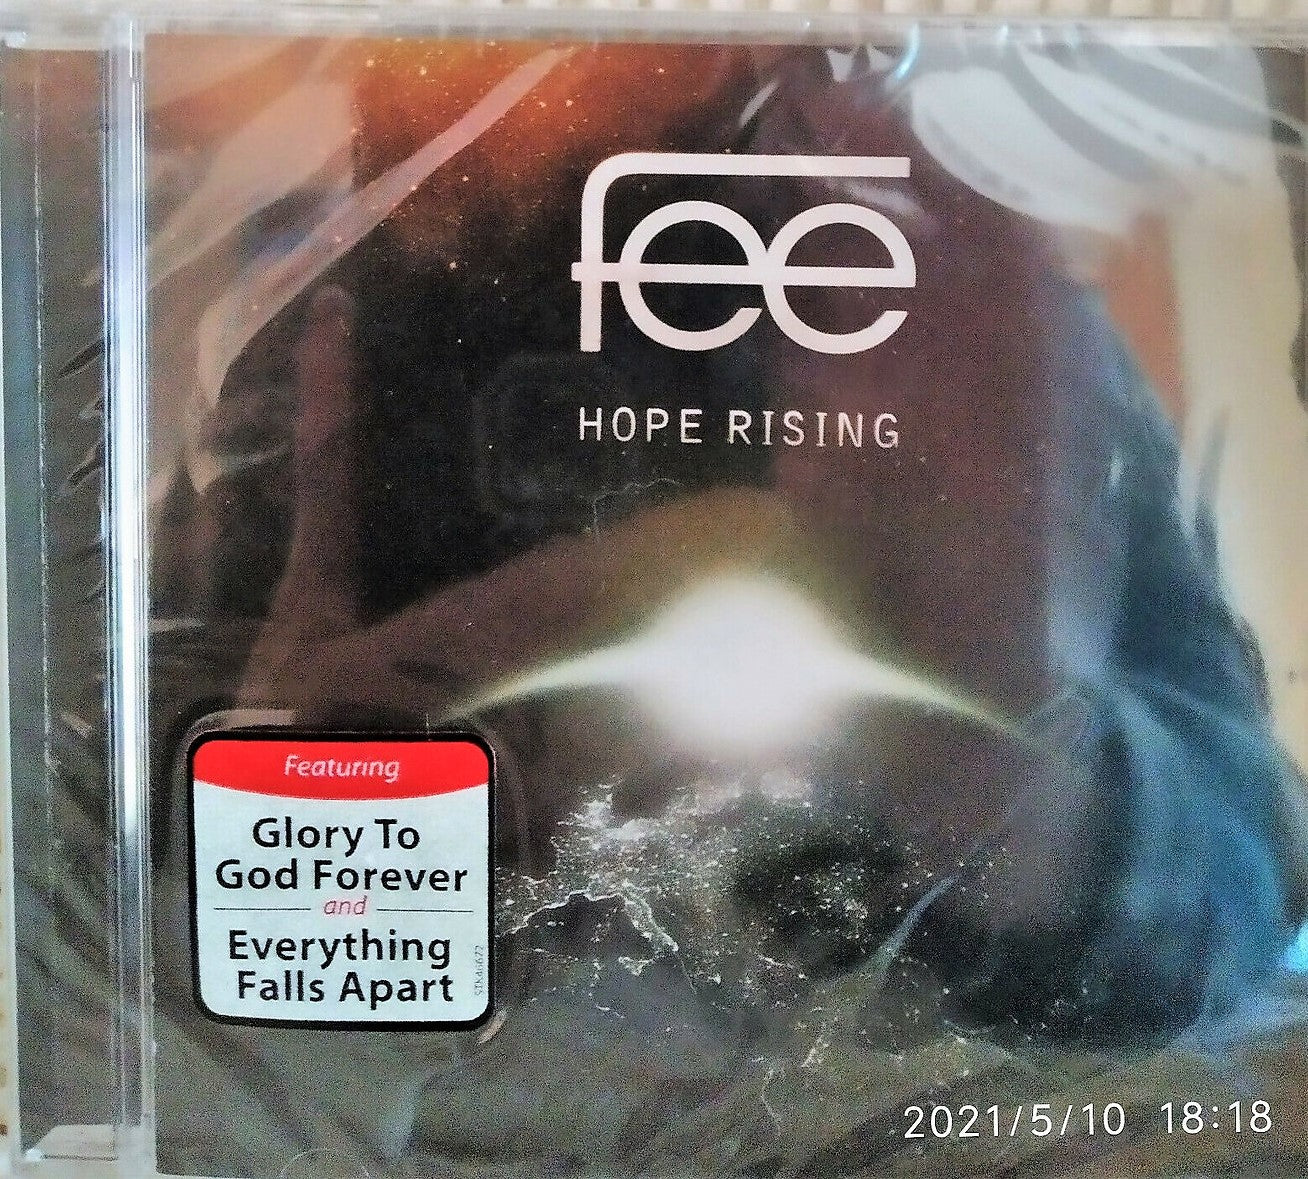 fee
HOPE RISING
Featuring
Glory To
God Forever
and
Everything
Falls Apart
2021/5/10 18:18